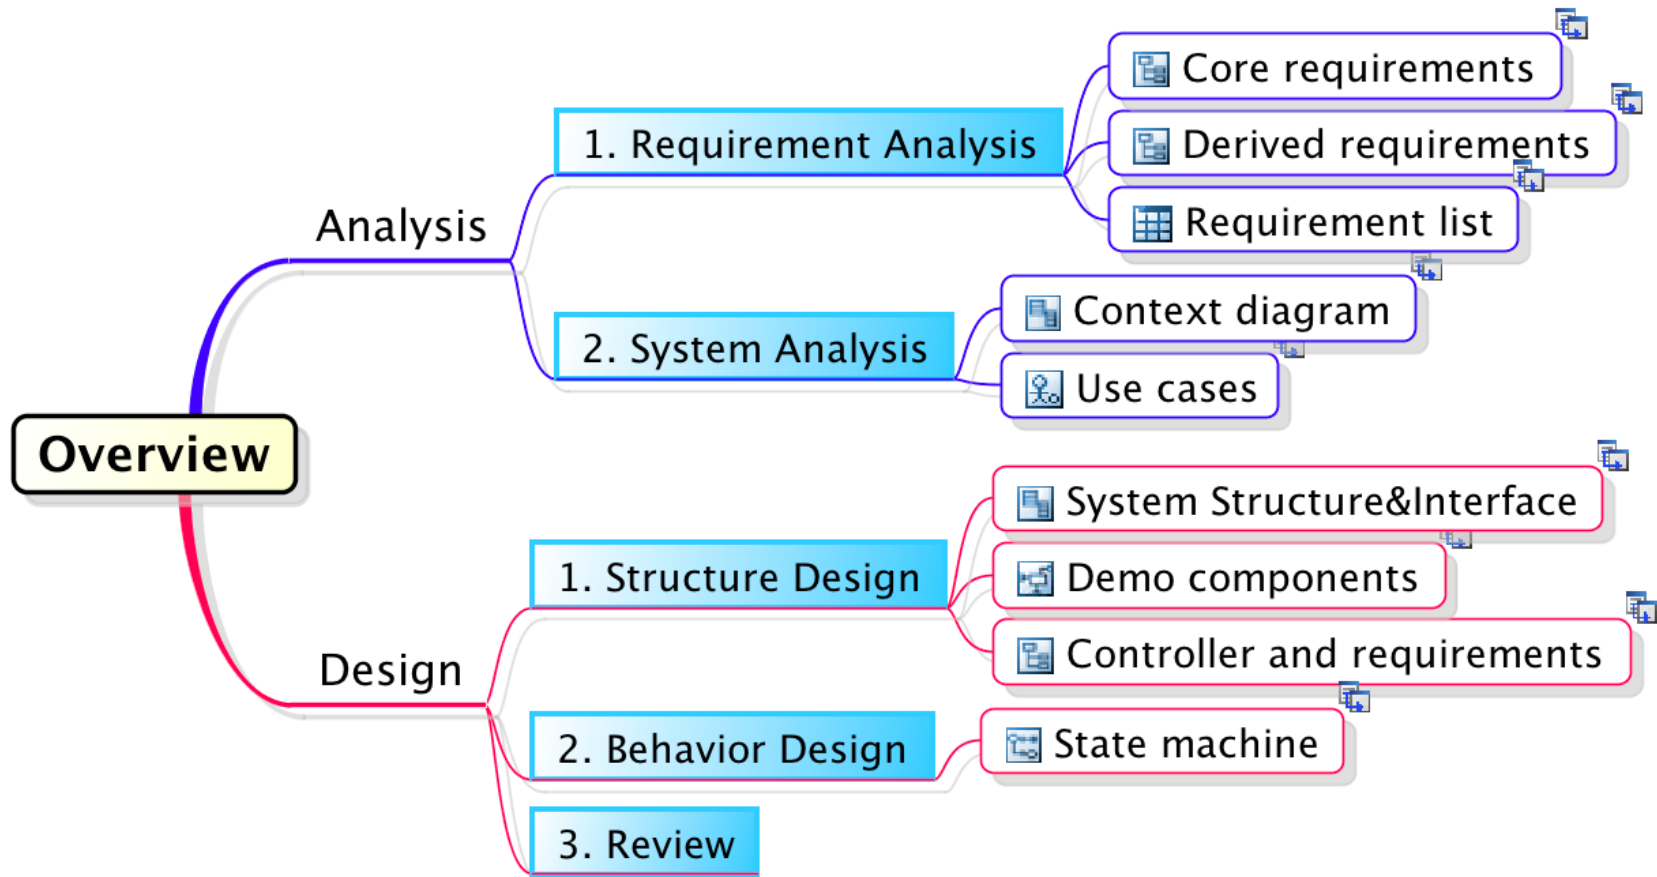 Overview
Analysis
1. Requirement Analysis
Core requirements
Derived requirements
Requirement list
2. System Analysis
Context diagram
Use cases
Design
1. Structure Design
System Structure&Interface
Demo components
Controller and requirements
2. Behavior Design
State machine
3. Review